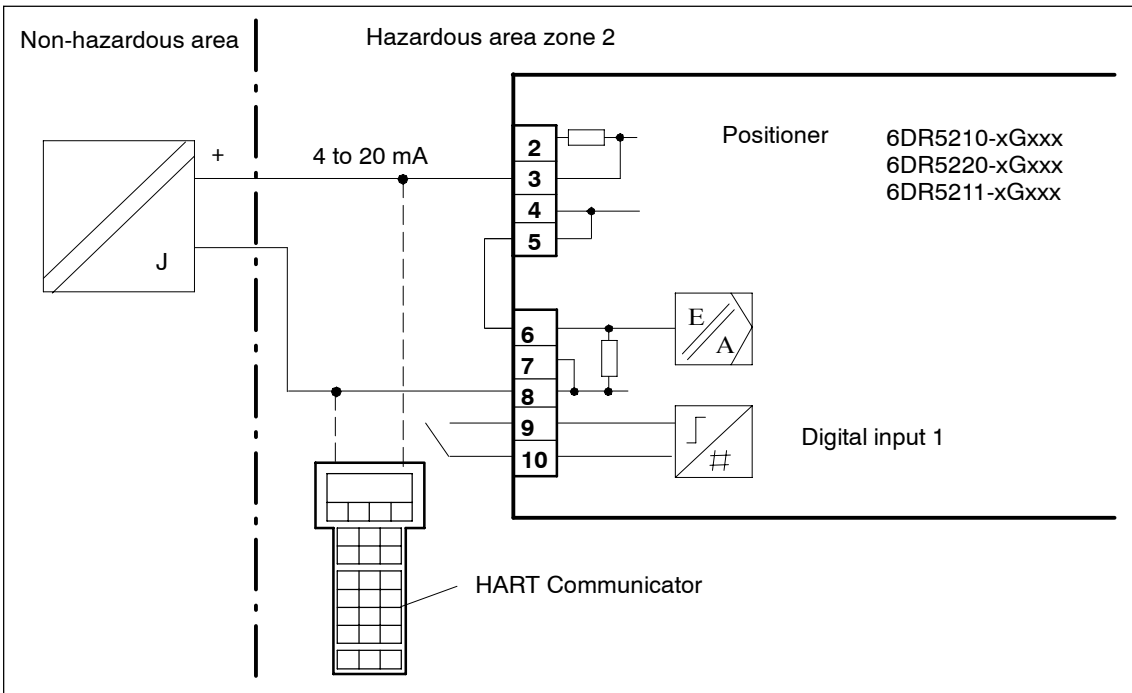 Non-hazardous area
Hazardous area zone 2
+
4 to 20 mA
J
2
3
4
5
6
7
8
9
10
Positioner
6DR5210-xGxxx
6DR5220-xGxxx
6DR5211-xGxxx
E
A
#
Digital input 1
HART Communicator